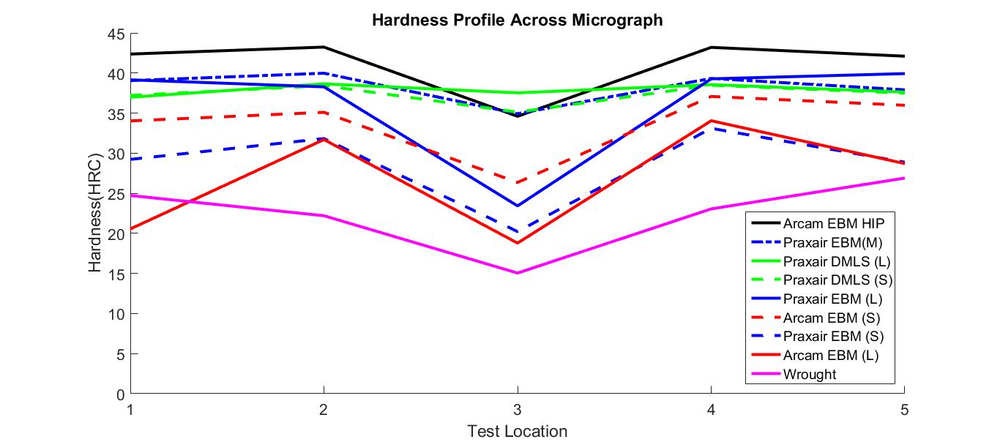 Hardness Profile Across Micrograph
45
40
35
30
25
20
15
10
5
0
Hardness(HRC)
1 2 3 4 5
Test Location
Arcam EBM HIP
Praxair EBM(M)
Praxair DMLS (L)
Praxair DMLS (S)
Praxair EBM (L)
Arcam EBM (S)
Praxair EBM (S)
Arcam EBM (L)
Wrought